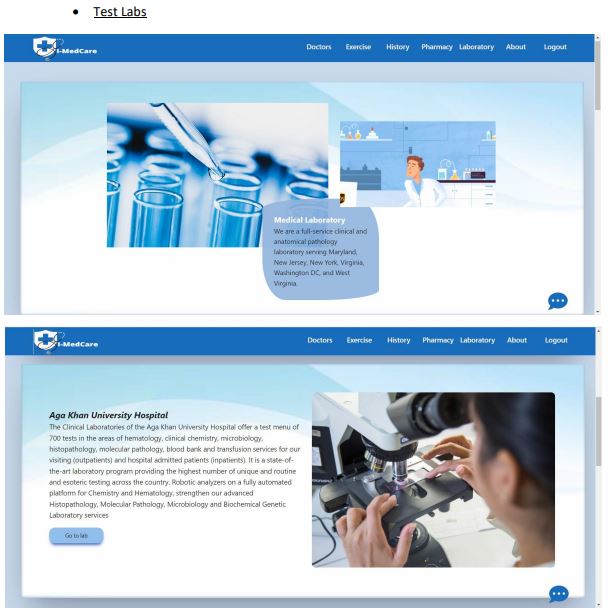 • Test Labs
I-MedCare
Doctors Exercise History Pharmacy Laboratory About Logout
Medical Laboratory
We are a full-service clinical and
anatomical pathology
laboratory serving Maryland,
New Jersey, New York, Virginia,
Washington DC, and West
Virginia.
I-MedCare
Doctors Exercise History Pharmacy Laboratory About Logout
Aga Khan University Hospital
The Clinical Laboratories of the Aga Khan University Hospital offer a test menu of
700 tests in the areas of hematology, clinical chemistry, microbiology,
histopathology, molecular pathology, blood bank and transfusion services for our
visiting (outpatients) and hospital admitted patients (inpatients). It is a state-of-
the-art laboratory program providing the highest number of unique and routine
and esoteric testing across the country. Robotic analyzers on a fully automated
platform for Chemistry and Hematology, strengthen our advanced
Histopathology, Molecular Pathology, Microbiology and Biochemical Genetic
Laboratory services
Go to lab